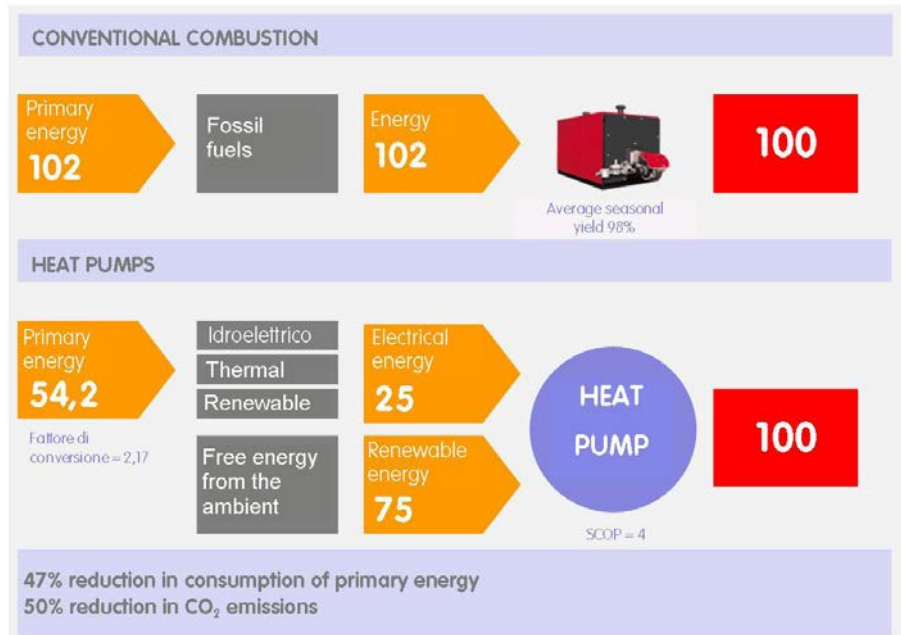 CONVENTIONAL COMBUSTION
Primary
energy
102
Fossil
fuels
Energy
102
Average seasonal
yield 98%
100
HEAT PUMPS
Primary
energy
54,2
Fattore di
conversione = 2,17
Idroelettrico
Thermal
Renewable
Free energy
from the
ambient
Electrical
energy
25
Renewable
energy
75
HEAT
PUMP
SCOP = 4
100
47% reduction in consumption of primary energy
50% reduction in CO₂ emissions